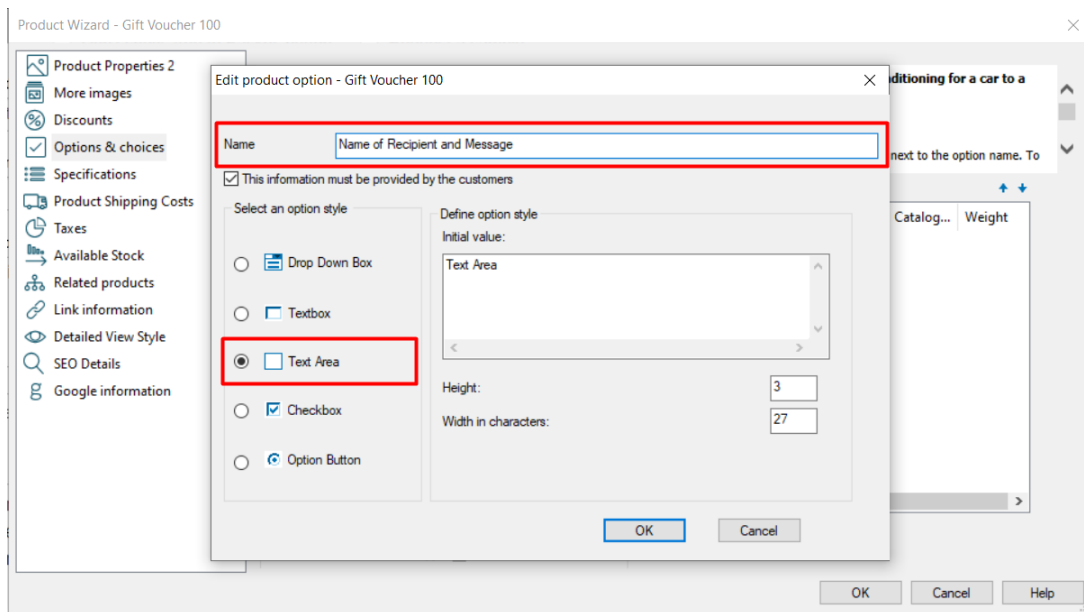 Product Wizard - Gift Voucher 100
Product Properties 2
More images
Discounts
Options & choices
Specifications
Product Shipping Costs
Taxes
Available Stock
Related products
Link information
Detailed View Style
SEO Details
Google information
Edit product option - Gift Voucher 100
Name
Name of Recipient and Message
This information must be provided by the customers
Select an option style
Drop Down Box
Textbox
Text Area
Checkbox
Option Button
Define option style
Initial value:
Text Area
Height:
3
Width in characters:
27
OK
Cancel
ditioning for a car to a
next to the option name. To
Catalog...
Weight
OK
Cancel
Help